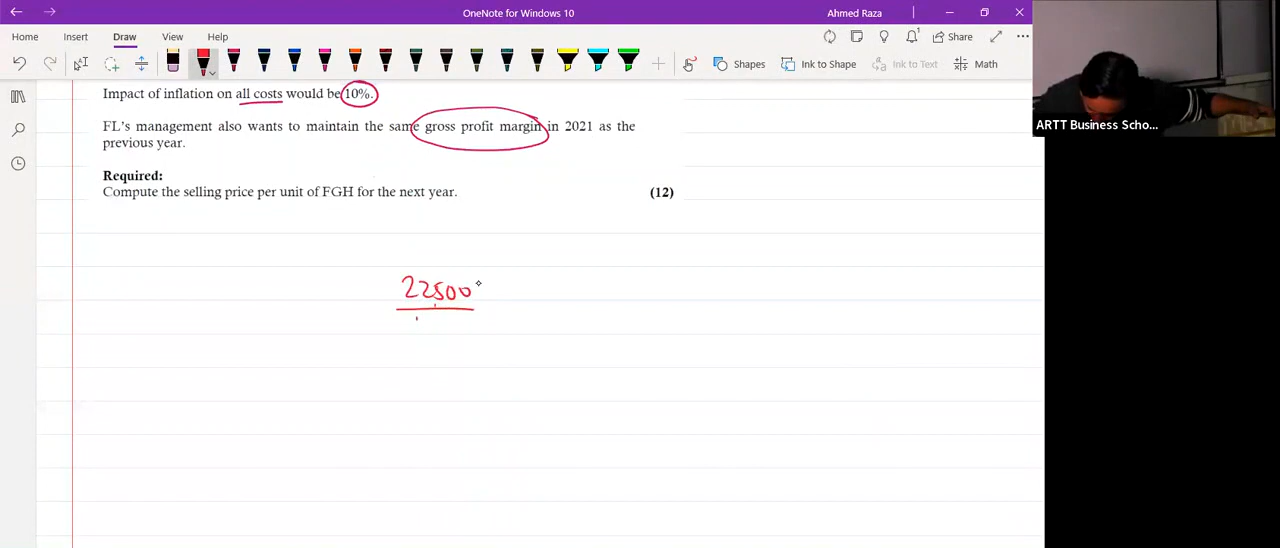 OneNote for Windows 10
Ahmed Raza
Home Insert Draw View Help
Share
Shapes Ink to Shape Ink to Text Math
ARTT Business Scho...
Impact of inflation on all costs would be 10%.
FL's management also wants to maintain the same gross profit margin in 2021 as the
previous year.
Required:
Compute the selling price per unit of FGH for the next year. (12)
22500